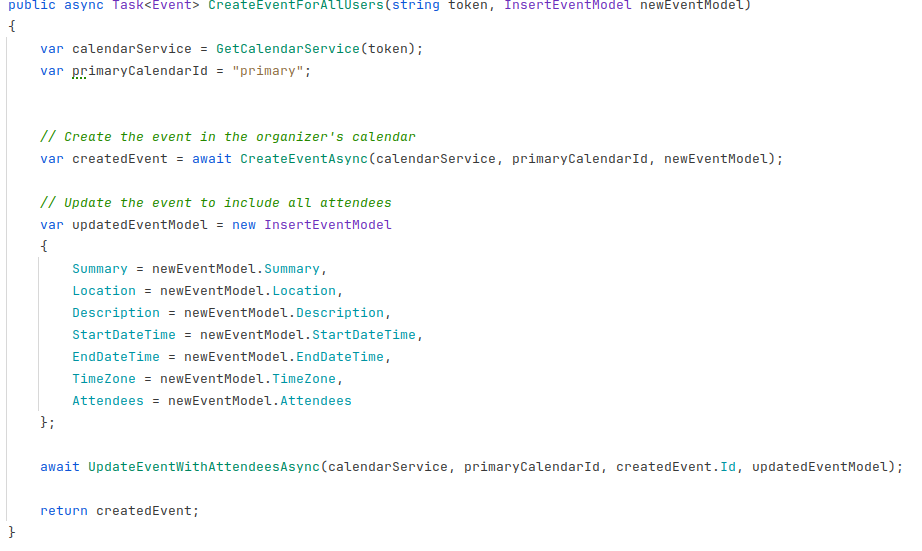 public async Task<Event> CreateEventForAllUsers(string token, InsertEventModel newEventModel)
{
    var calendarService = GetCalendarService(token);
    var primaryCalendarId = "primary";
    // Create the event in the organizer's calendar
    var createdEvent = await CreateEventAsync(calendarService, primaryCalendarId, newEventModel);
    // Update the event to include all attendees
    var updatedEventModel = new InsertEventModel
    {
        Summary = newEventModel.Summary,
        Location = newEventModel.Location,
        Description = newEventModel.Description,
        StartDateTime = newEventModel.StartDateTime,
        EndDateTime = newEventModel.EndDateTime,
        TimeZone = newEventModel.TimeZone,
        Attendees = newEventModel.Attendees
    };
    await UpdateEventWithAttendeesAsync(calendarService, primaryCalendarId, createdEvent.Id, updatedEventModel);
    return createdEvent;
}